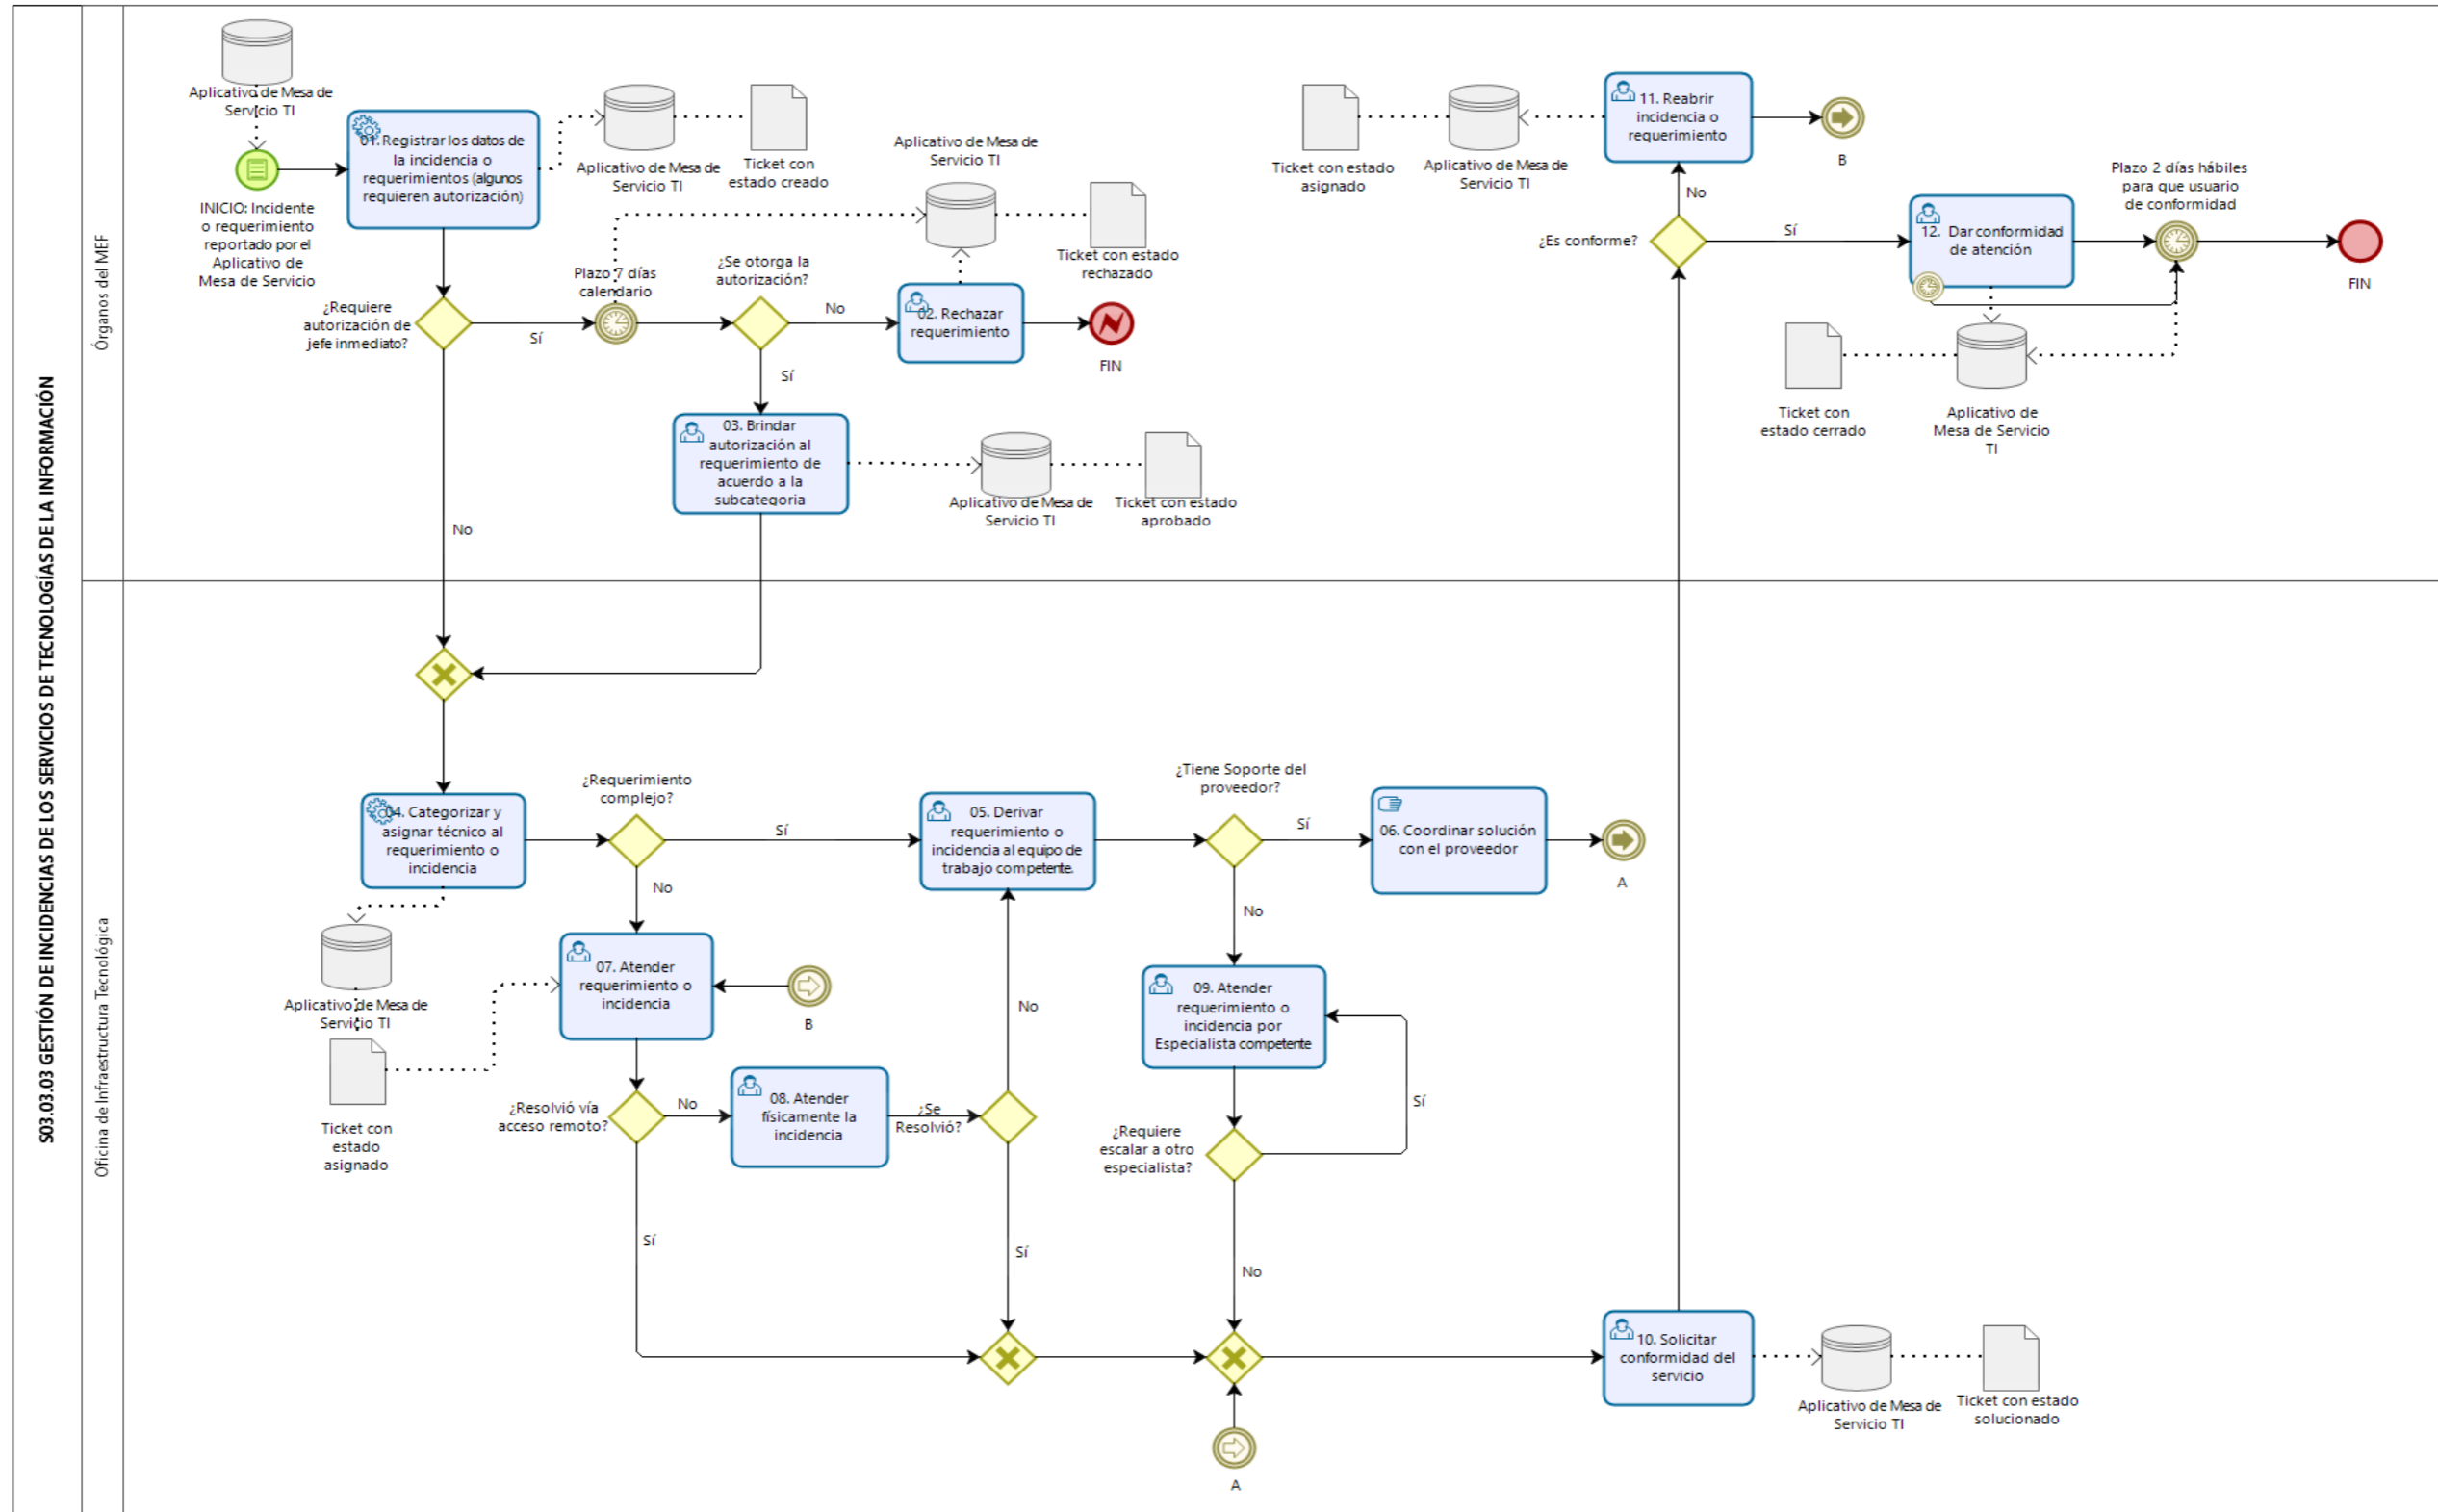 S03.03.03 GESTIÓN DE INCIDENCIAS DE LOS SERVICIOS DE TECNOLOGÍAS DE LA INFORMACIÓN
Órganos del MEF
Aplicativo de Mesa de
Servicio TI
INICIO: Incidente
o requerimiento
reportado por el
Aplicativo de
Mesa de Servicio
01. Registrar los datos de
la incidencia o
requerimientos (algunos
requieren autorización)
Aplicativo de Mesa de
Servicio TI
Ticket con
estado creado
¿Requiere
autorización de
jefe inmediato?
Sí
No
Plazo 7 días
calendario
¿Se otorga la
autorización?
No
Sí
Aplicativo de Mesa de
Servicio TI
Ticket con estado
rechazado
02. Rechazar
requerimiento
FIN
03. Brindar
autorización al
requerimiento de
acuerdo a la
subcategoria
Aplicativo de Mesa de
Servicio TI
Ticket con estado
aprobado
Ticket con estado
asignado
Aplicativo de Mesa de
Servicio TI
11. Reabrir
incidencia o
requerimiento
B
No
¿Es conforme?
Sí
12. Dar conformidad
de atención
Plazo 2 días hábiles
para que usuario
de conformidad
FIN
Ticket con
estado cerrado
Aplicativo de
Mesa de Servicio
TI
Oficina de Infraestructura Tecnológica
04. Categorizar y
asignar técnico al
requerimiento o
incidencia
Aplicativo de Mesa de
Servicio TI
Ticket con
estado
asignado
¿Requerimiento
complejo?
Sí
No
05. Derivar
requerimiento o
incidencia al equipo de
trabajo competente.
¿Tiene Soporte del
proveedor?
Sí
No
06. Coordinar solución
con el proveedor
A
07. Atender
requerimiento o
incidencia
B
¿Resolvió vía
acceso remoto?
No
Sí
08. Atender
físicamente la
incidencia
¿Se
Resolvió?
No
Sí
09. Atender
requerimiento o
incidencia por
Especialista competente
¿Requiere
escalar a otro
especialista?
Sí
No
A
10. Solicitar
conformidad del
servicio
Aplicativo de Mesa de
Servicio TI
Ticket con estado
solucionado